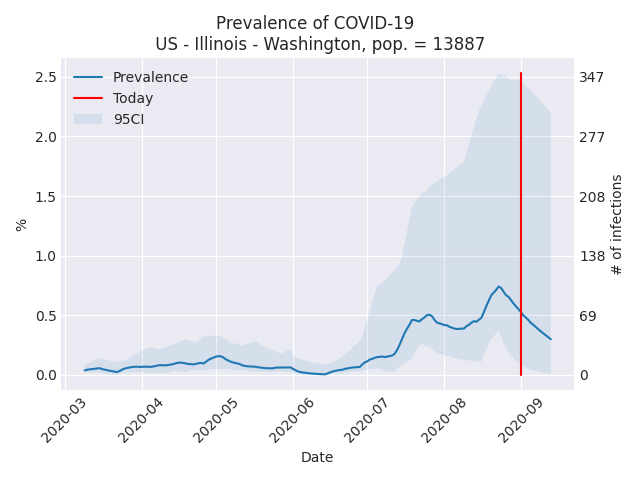 Prevalence of COVID-19
US - Illinois - Washington, pop. = 13887
Prevalence
Today
95CI
2.5
2.0
1.5
1.0
0.5
0.0
%
347
277
208
138
69
0
# of infections
2020-03
2020-04
2020-05
2020-06
2020-07
2020-08
2020-09
Date